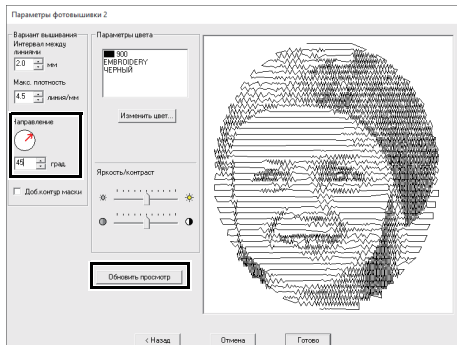 Параметры фотовышивки 2
Вариант вышивания
Интервал между
линиями
2.0 мм
Макс. плотность
4.5 линия/мм
Направление
45 град.
Доб.контур маски
Параметры цвета
900
EMBROIDERY
ЧЕРНЫЙ
Изменить цвет...
Яркость/контраст
Обновить просмотр
< Назад
Отмена
Готово